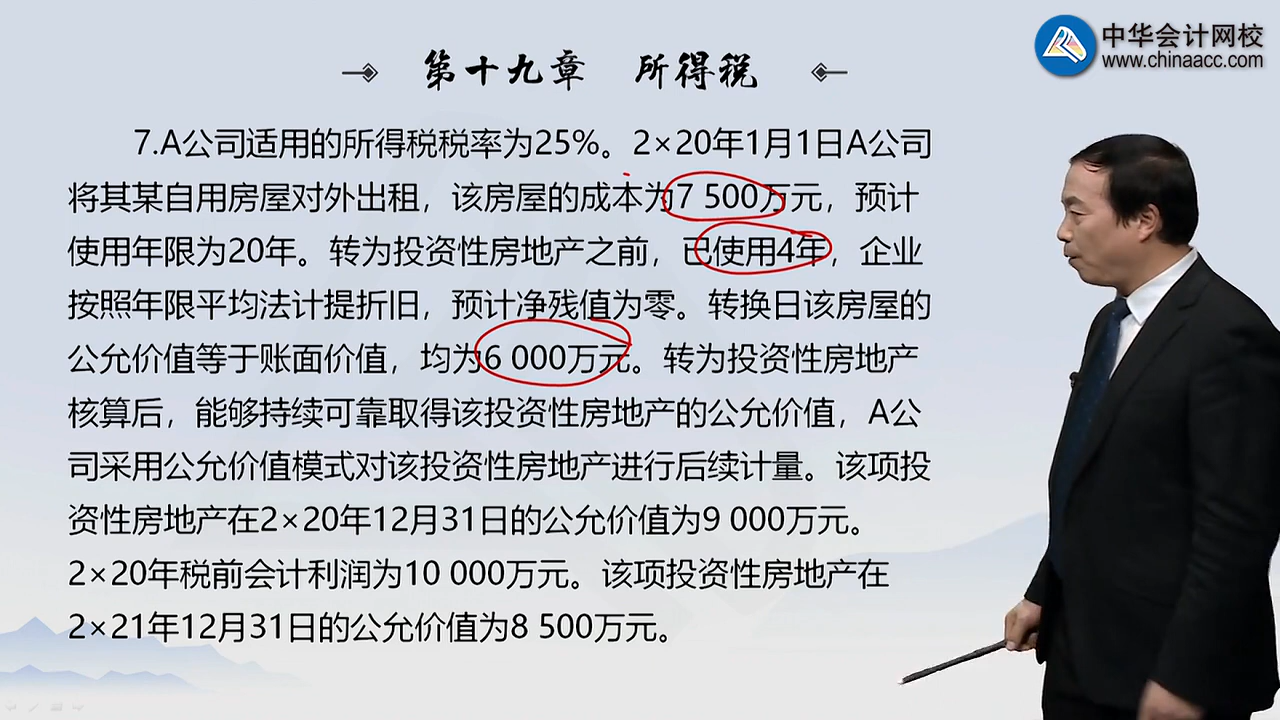 中华会计网校
www.chinaacc.com
第十九章 所得税
7.A公司适用的所得税税率为25%。2×20年1月1日A公司
将其某自用房屋对外出租，该房屋的成本为7 500万元，预计
使用年限为20年。转为投资性房地产之前，已使用4年，企业
按照年限平均法计提折旧，预计净残值为零。转换日该房屋的
公允价值等于账面价值，均为6 000万元。转为投资性房地产
核算后，能够持续可靠取得该投资性房地产的公允价值，A公
司采用公允价值模式对该投资性房地产进行后续计量。该项投
资性房地产在2×20年12月31日的公允价值为9 000万元。
2×20年税前会计利润为10 000万元。该项投资性房地产在
2×21年12月31日的公允价值为8 500万元。